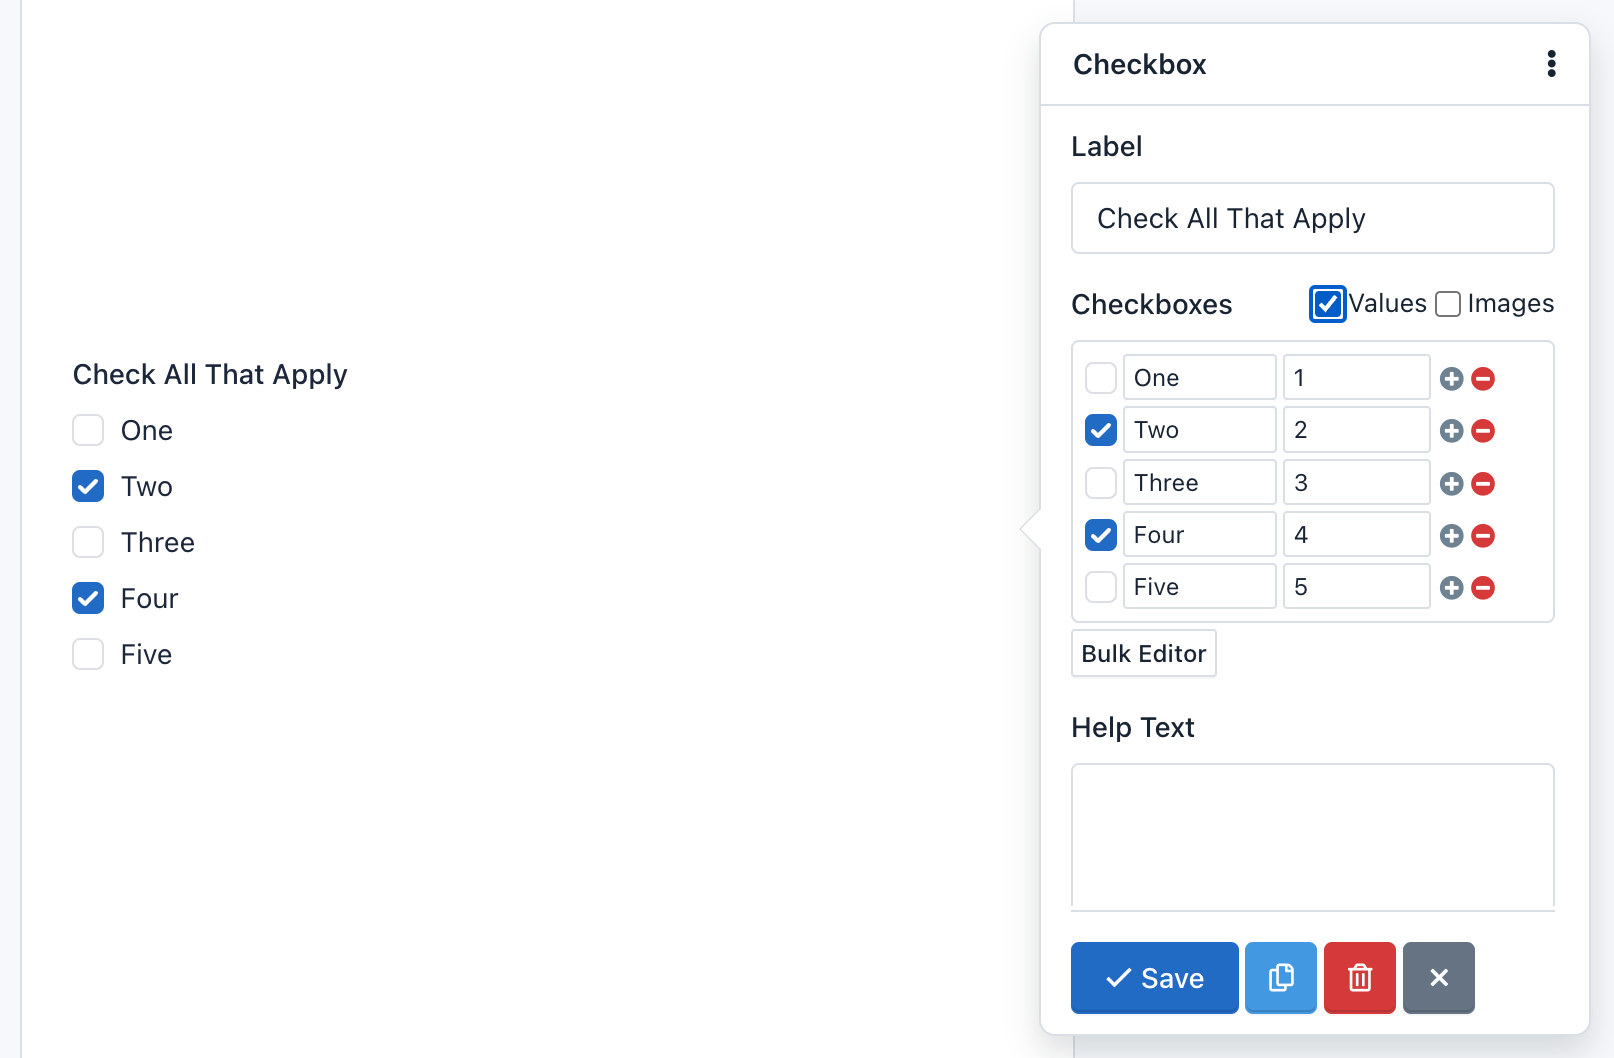 Check All That Apply
One
Two
Three
Four
Five
Checkbox
Label
Check All That Apply
Checkboxes Values Images
One 1
Two 2
Three 3
Four 4
Five 5
Bulk Editor
Help Text
Save